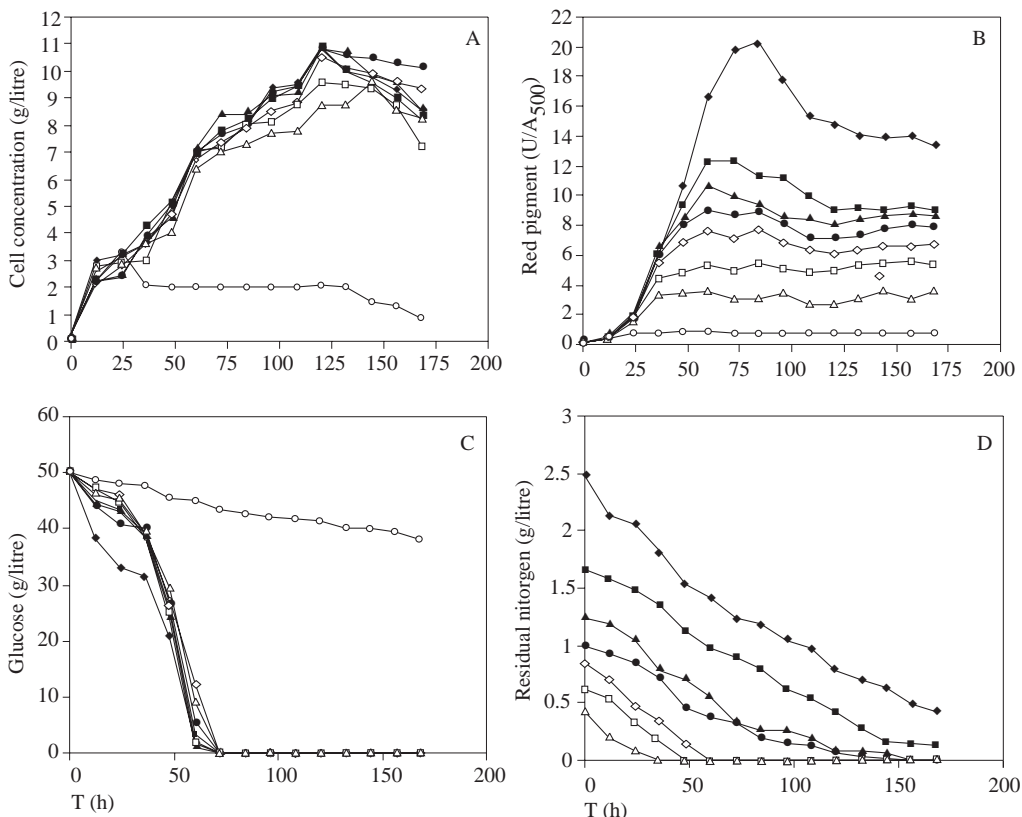 A
Cell concentration (g/litre)
12
11
10
9
8
7
6
5
4
3
2
1
0
0 25 50 75 100 125 150 175 200
B
Red pigment (U/A500)
22
20
18
16
14
12
10
8
6
4
2
0
0 25 50 75 100 125 150 175 200
C
Glucose (g/litre)
60
50
40
30
20
10
0
0 50 100 150 200
T (h)
D
Residual nitorgen (g/litre)
3
2.5
2
1.5
1
0.5
0
0 50 100 150 200
T (h)